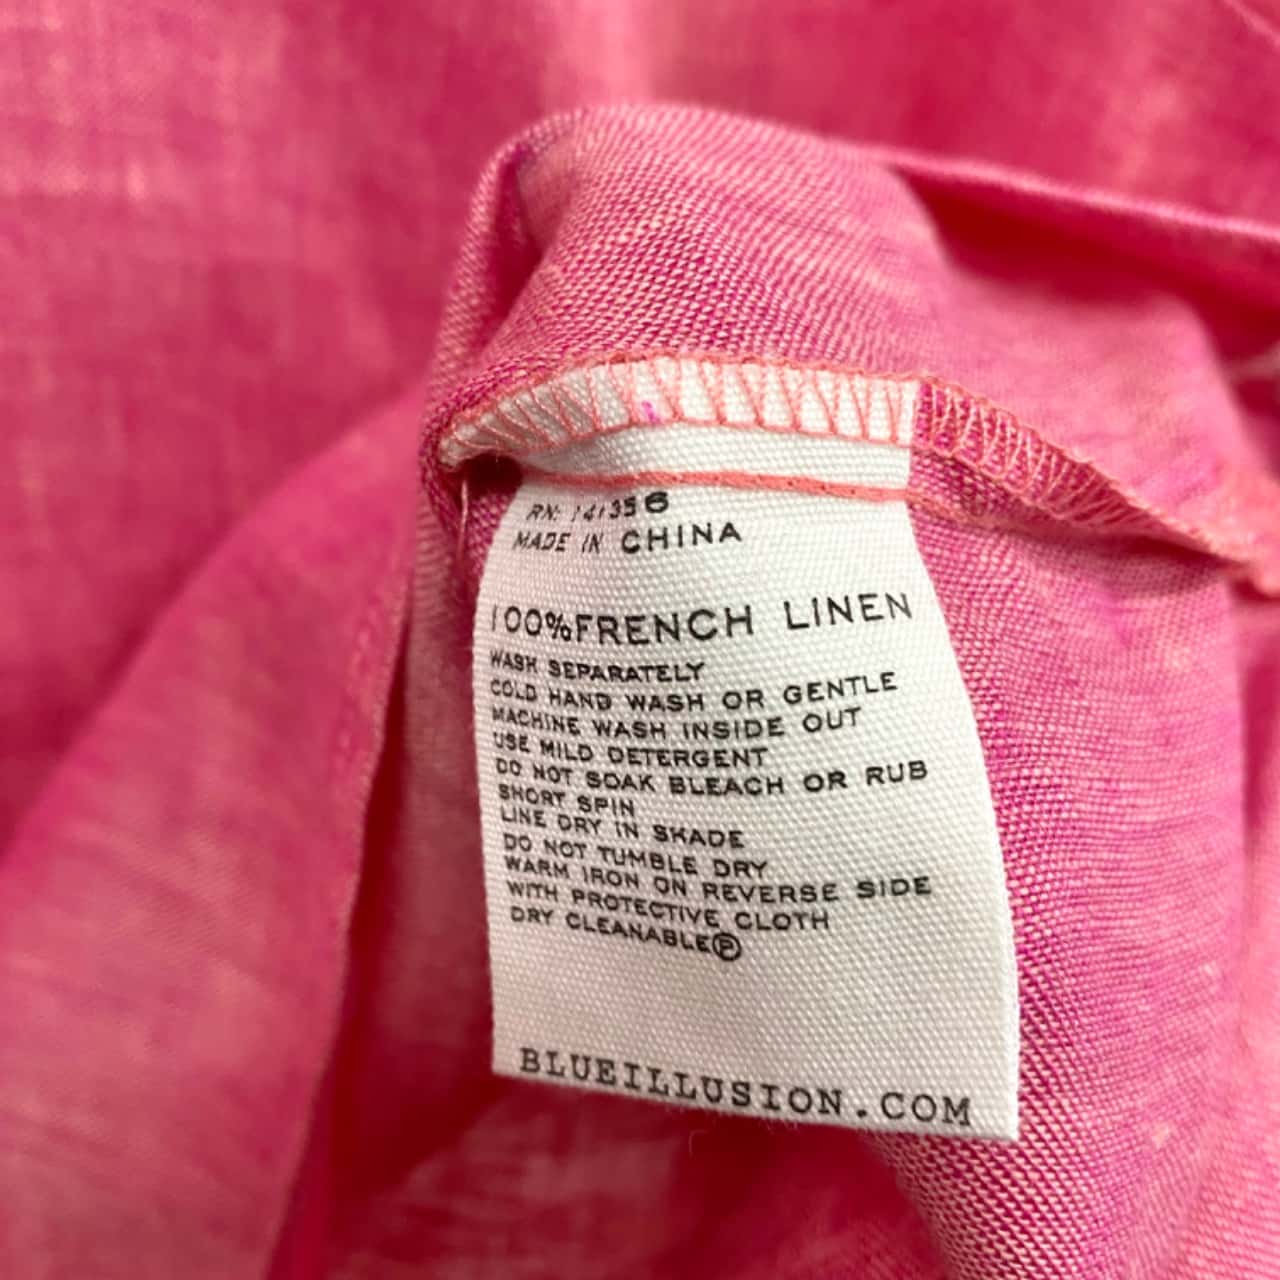 RN: 141356
MADE IN CHINA
100%FRENCH LINEN
WASH SEPARATELY
COLD HAND WASH OR GENTLE
MACHINE WASH INSIDE OUT
USE MILD DETERGENT
DO NOT SOAK BLEACH OR RUB
SHORT SPIN
LINE DRY IN SHADE
DO NOT TUMBLE DRY
WARM IRON ON REVERSE SIDE
WITH PROTECTIVE CLOTH
DRY CLEANABLEⓅ
BLUEILLUSION.COM